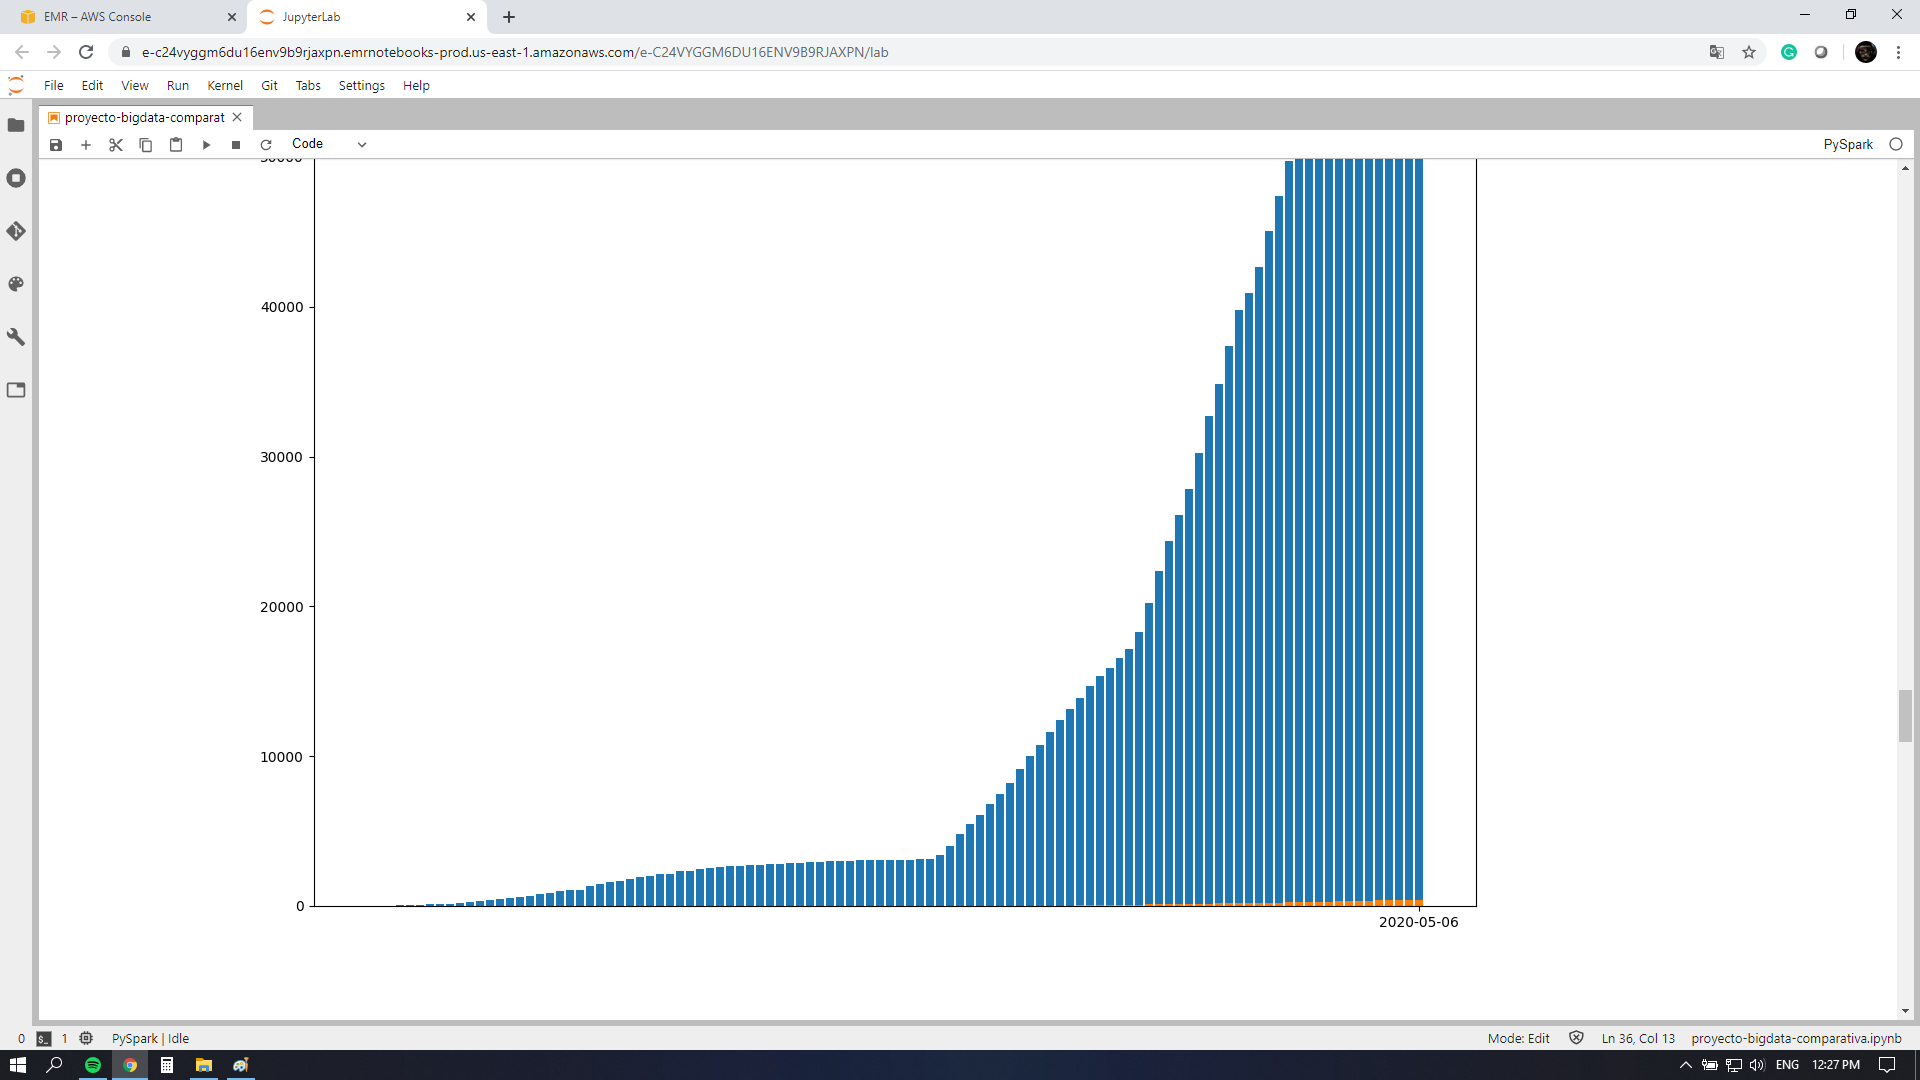 EMR – AWS Console
JupyterLab
e-c24vyggm6du16env9b9rjaxpn.emrnotebooks-prod.us-east-1.amazonaws.com/e-C24VYGGM6DU16ENV9B9RJAXPN/lab
File Edit View Run Kernel Git Tabs Settings Help
proyecto-bigdata-comparat
Code
PySpark
50000
40000
30000
20000
10000
0
2020-05-06
0 $_ 1 PySpark | Idle
Mode: Edit Ln 36, Col 13 proyecto-bigdata-comparativa.ipynb
ENG 12:27 PM